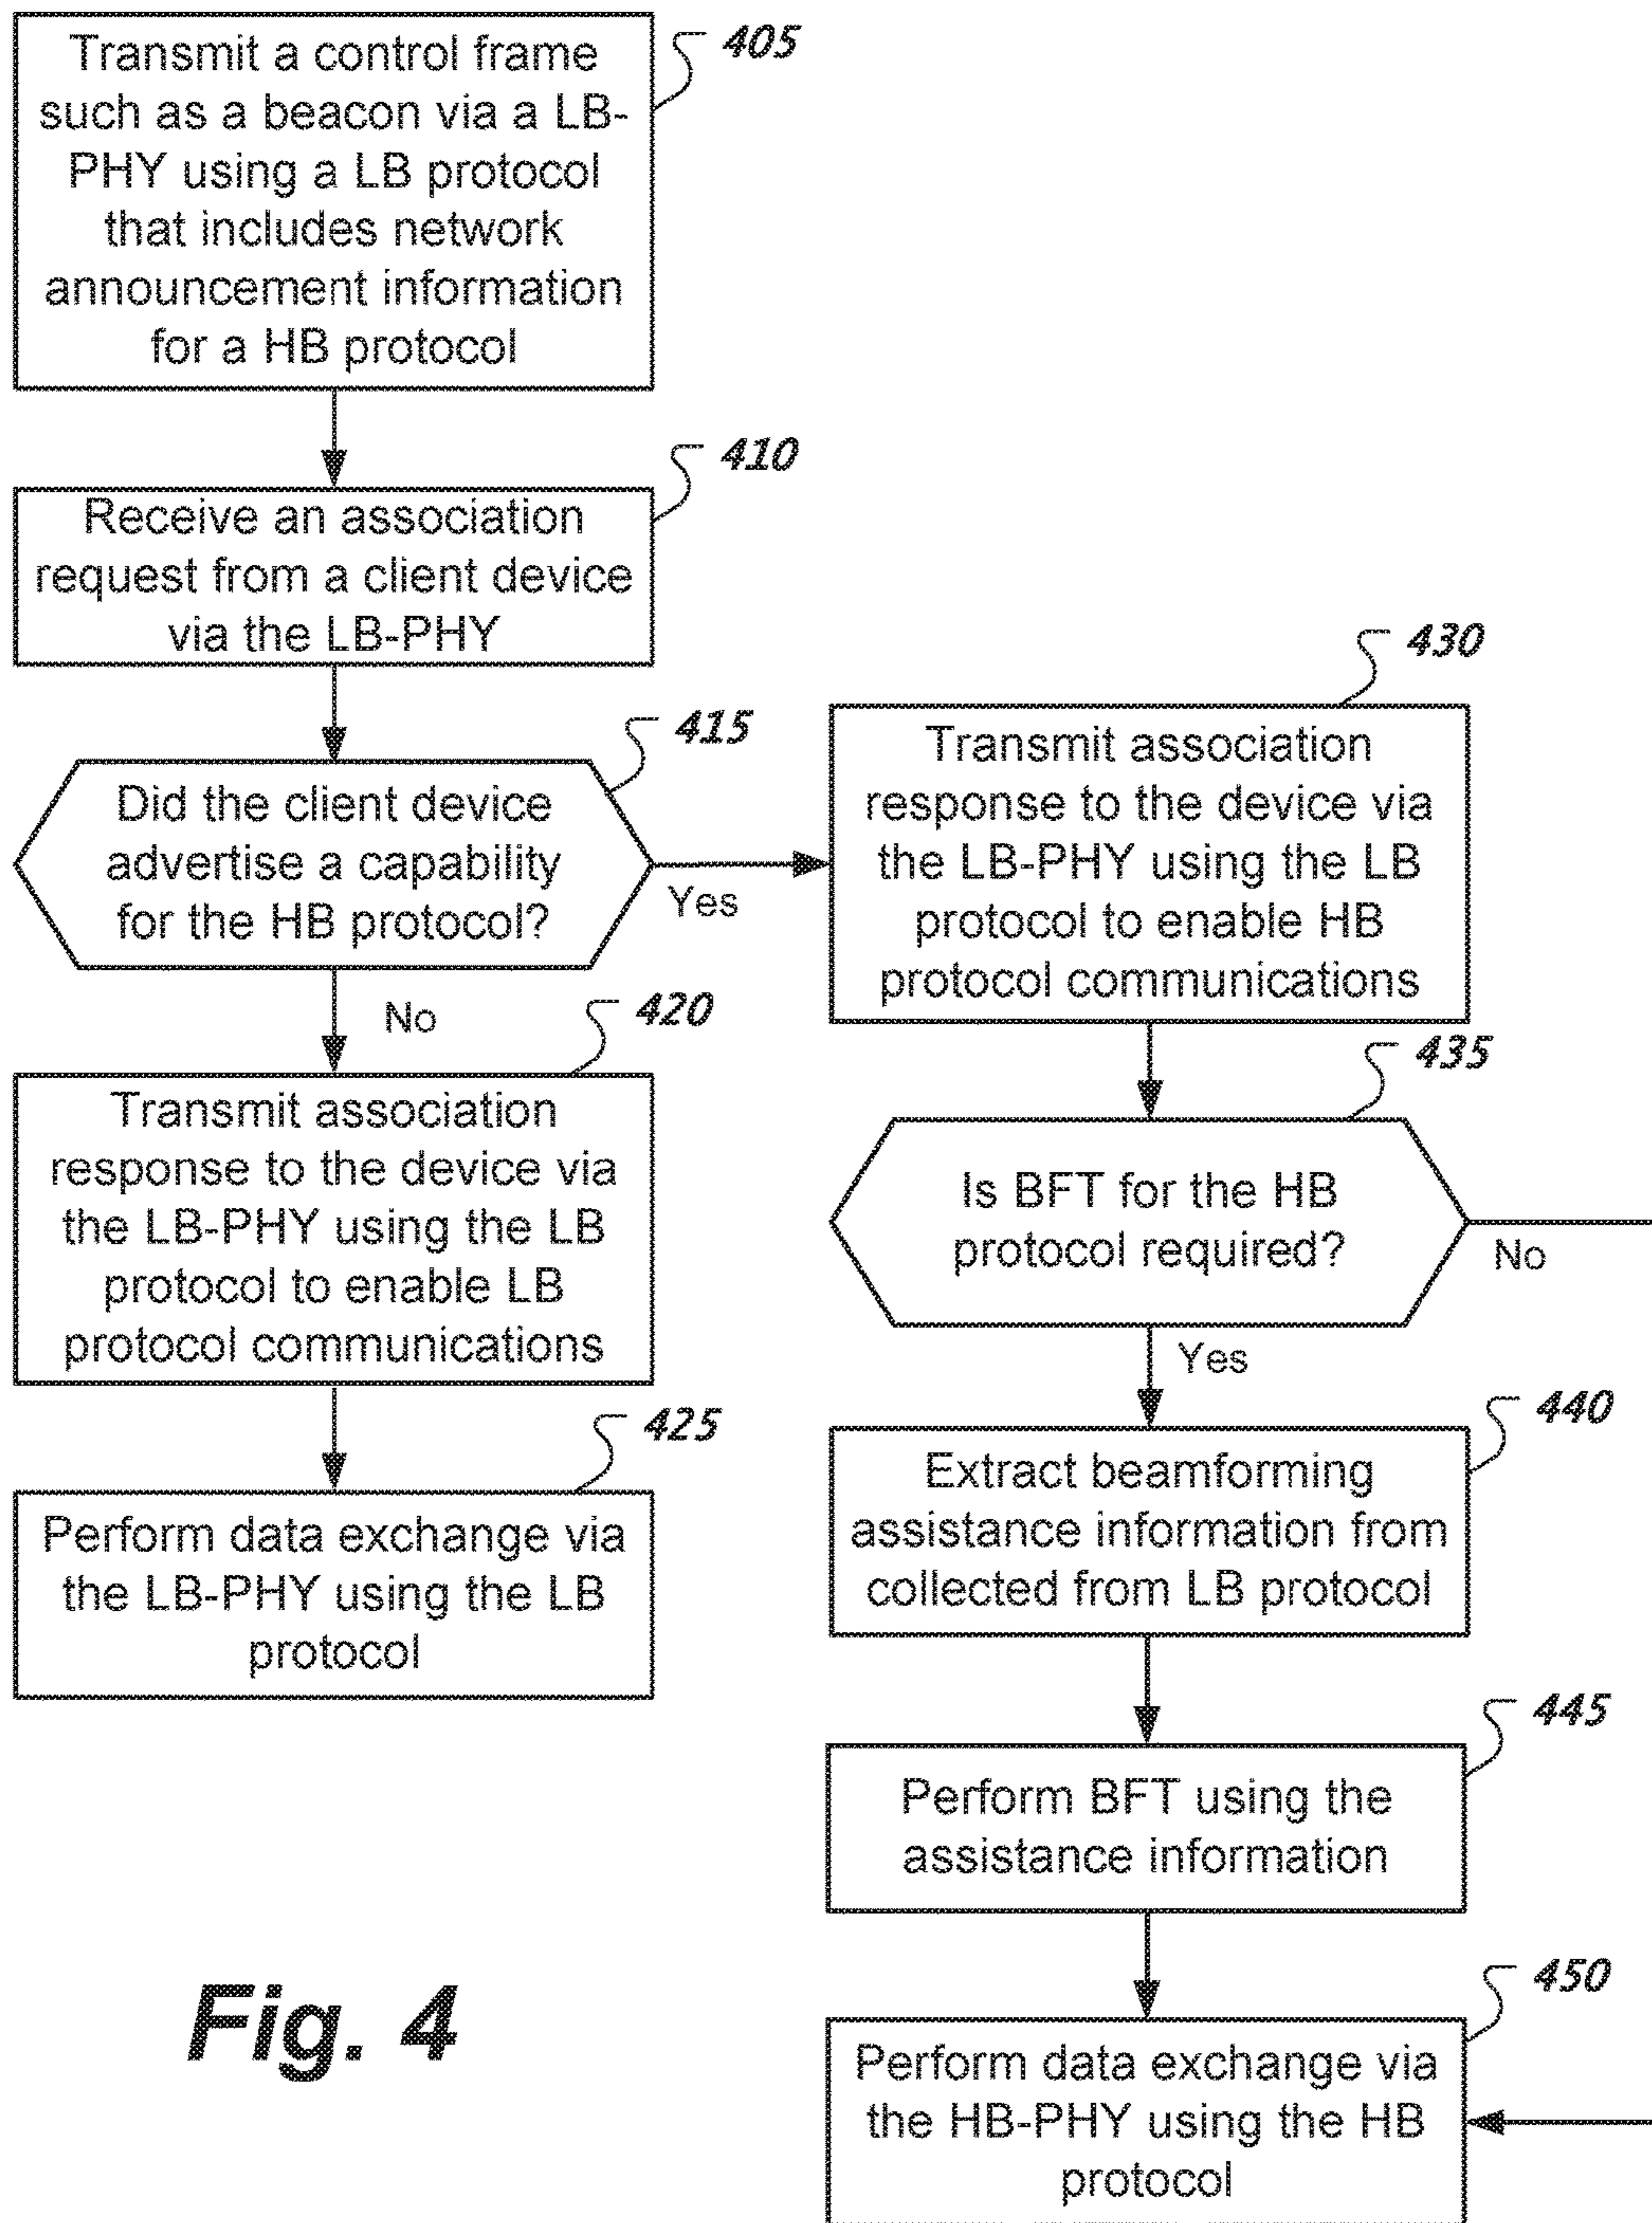 Transmit a control frame
such as a beacon via a LB-
PHY using a LB protocol
that includes network
announcement information
for a HB protocol
405
Receive an association
request from a client device
via the LB-PHY
410
Did the client device
advertise a capability
for the HB protocol?
415
Yes
No
Transmit association
response to the device via
the LB-PHY using the LB
protocol to enable LB
protocol communications
420
Perform data exchange via
the LB-PHY using the LB
protocol
425
Transmit association
response to the device via
the LB-PHY using the LB
protocol to enable HB
protocol communications
430
Is BFT for the HB
protocol required?
435
No
Yes
Extract beamforming
assistance information from
collected from LB protocol
440
Perform BFT using the
assistance information
445
Perform data exchange via
the HB-PHY using the HB
protocol
450
Fig. 4